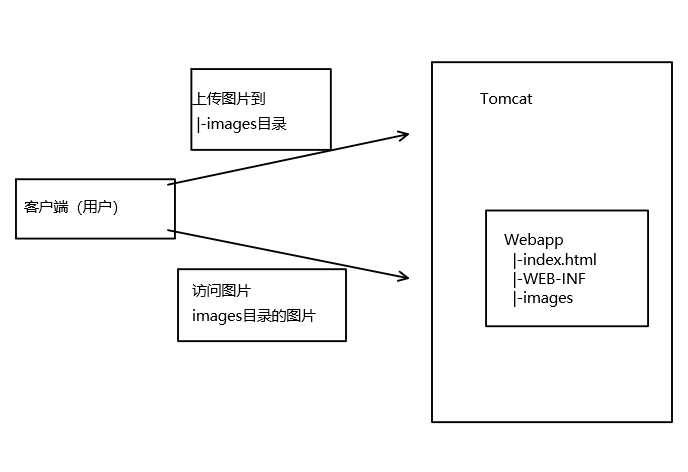 上传图片到
|-images目录
Tomcat
客户端（用户）
Webapp
|-index.html
|-WEB-INF
|-images
访问图片
images目录的图片